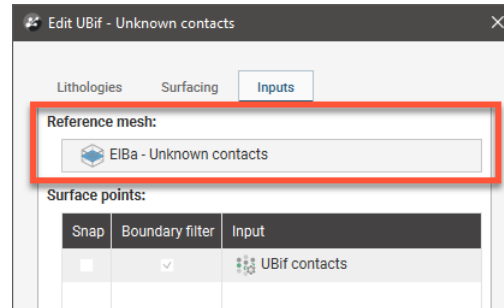 Edit UBif - Unknown contacts
Lithologies Surfacing Inputs
Reference mesh:
EIBa - Unknown contacts
Surface points:
Snap Boundary filter Input
UBif contacts